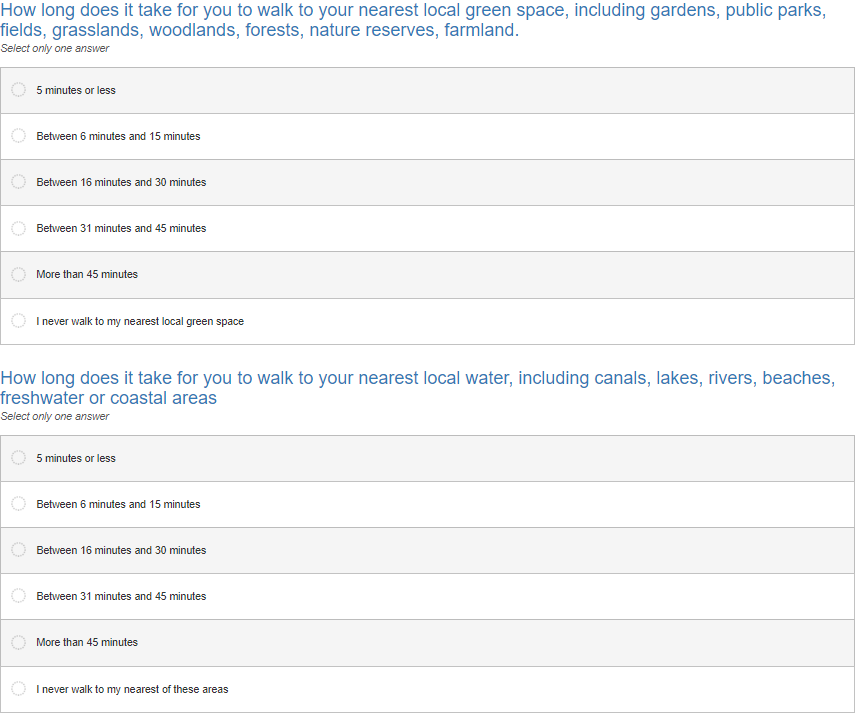 How long does it take for you to walk to your nearest local green space, including gardens, public parks,
fields, grasslands, woodlands, forests, nature reserves, farmland.
Select only one answer
5 minutes or less
Between 6 minutes and 15 minutes
Between 16 minutes and 30 minutes
Between 31 minutes and 45 minutes
More than 45 minutes
I never walk to my nearest local green space
How long does it take for you to walk to your nearest local water, including canals, lakes, rivers, beaches,
freshwater or coastal areas
Select only one answer
5 minutes or less
Between 6 minutes and 15 minutes
Between 16 minutes and 30 minutes
Between 31 minutes and 45 minutes
More than 45 minutes
I never walk to my nearest of these areas